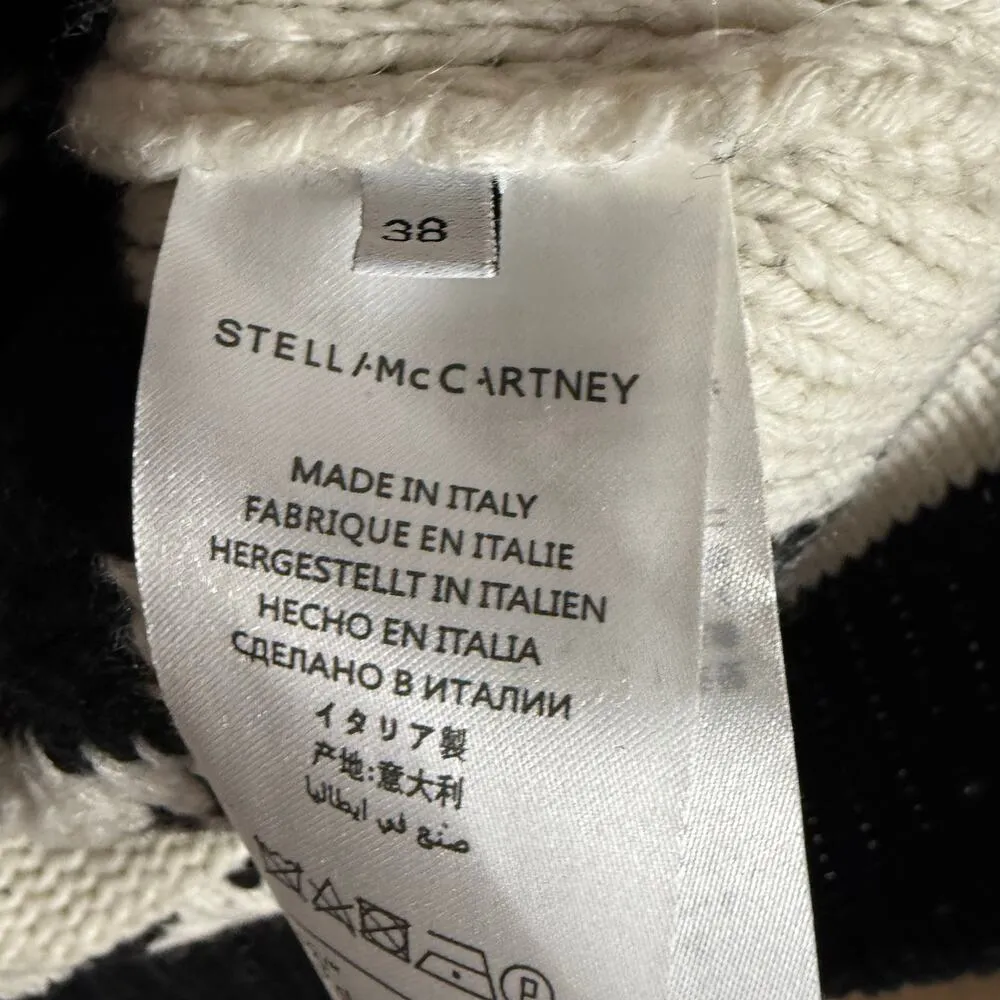 38
STELLA McCARTNEY
MADE IN ITALY
FABRIQUE EN ITALIE
HERGESTELLT IN ITALIEN
HECHO EN ITALIA
СДЕЛАНО В ИТАЛИИ
イタリア製
产地:意大利
صنع في ايطاليا
P